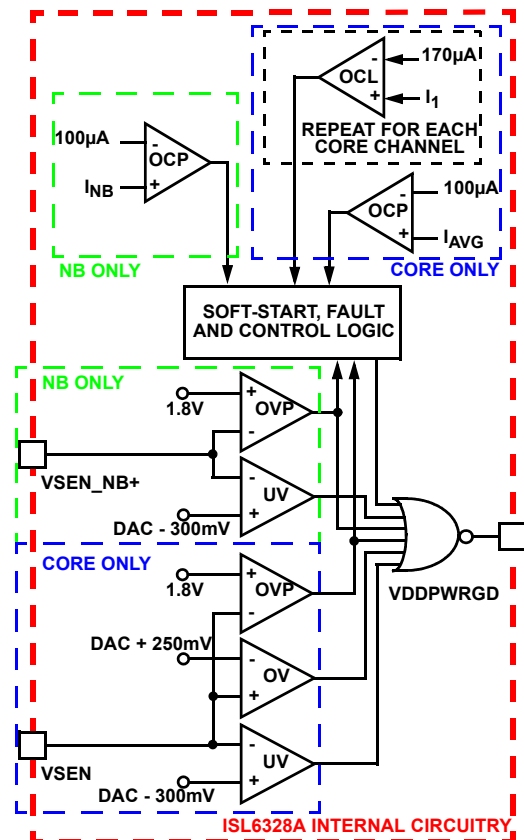 170µA
-
OCL
+
I1
REPEAT FOR EACH
CORE CHANNEL
100µA
-
OCP
INB
+
NB ONLY
-
100µA
OCP
+
IAVG
CORE ONLY
SOFT-START, FAULT
AND CONTROL LOGIC
NB ONLY
+
1.8V
OVP
-
VSEN_NB+
-
UV
+
DAC - 300mV
CORE ONLY
+
1.8V
OVP
-
VDDPWRGD
DAC + 250mV
-
OV
+
-
VSEN
UV
+
DAC - 300mV
ISL6328A INTERNAL CIRCUITRY